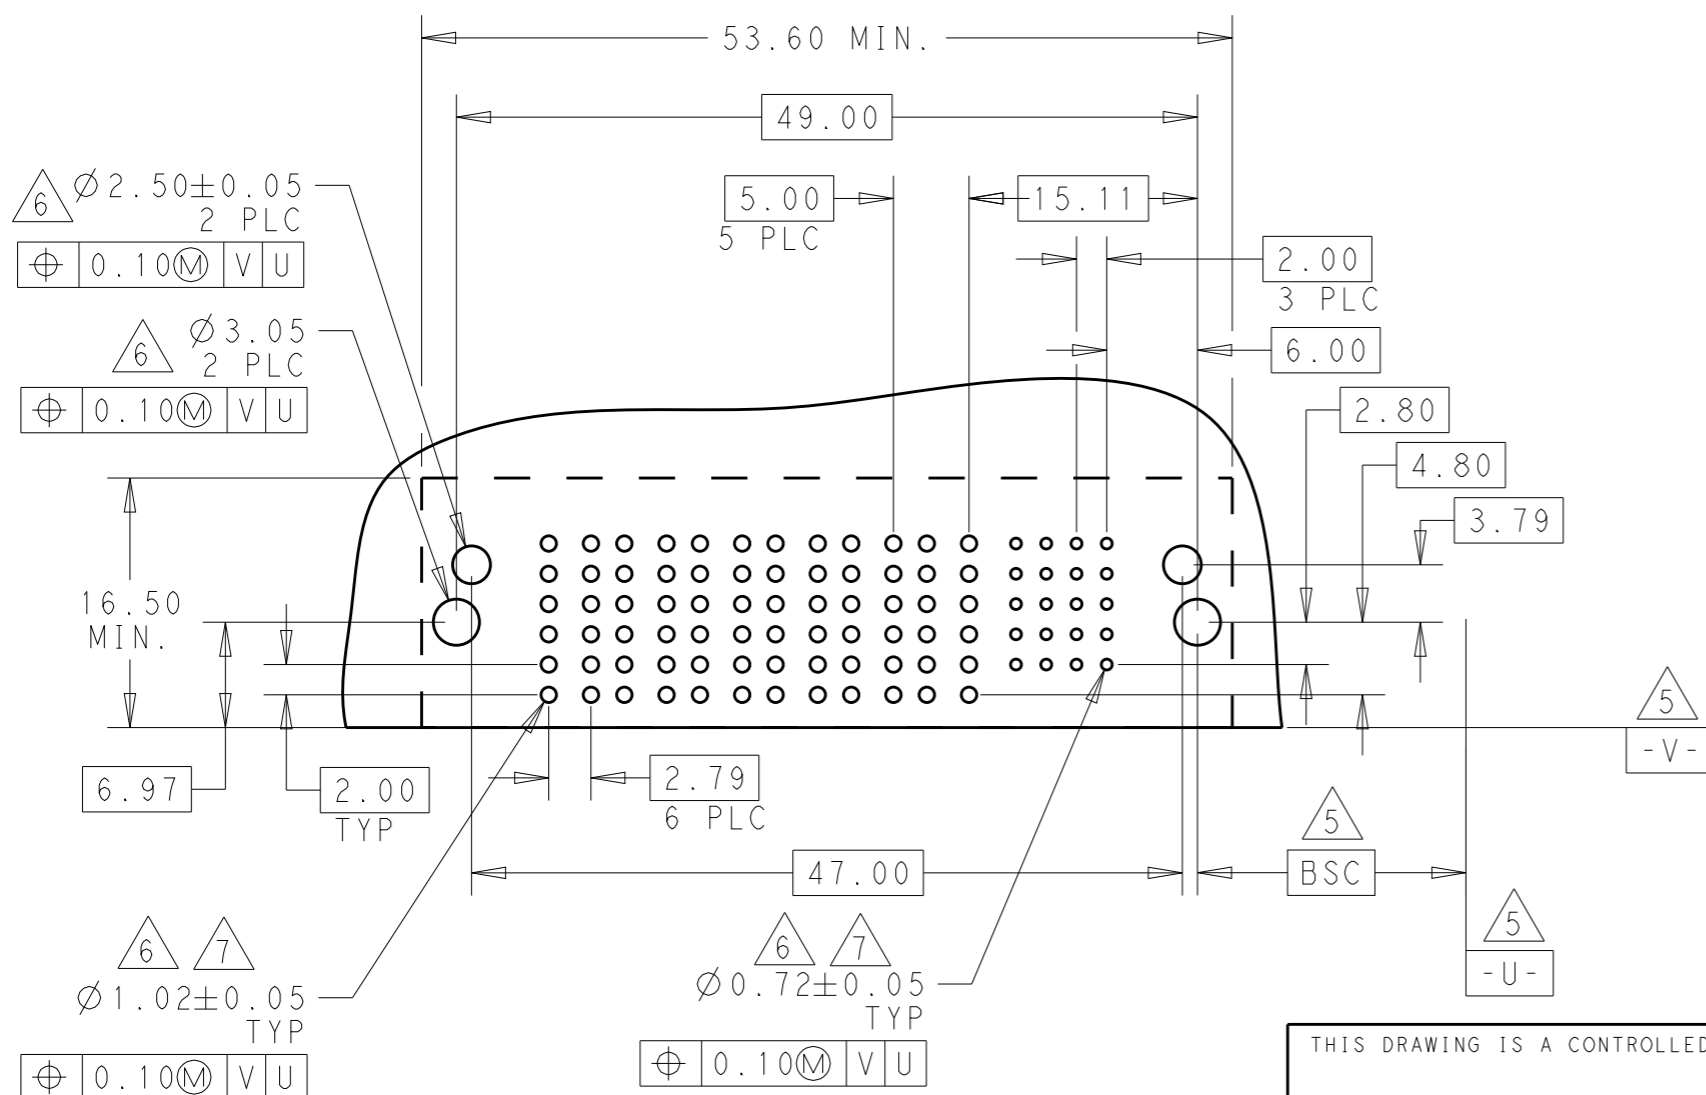 53.60 MIN.
49.00
6 Ø2.50±0.05
2 PLC
⌖ 0.10Ⓜ V U
5.00
5 PLC
15.11
2.00
3 PLC
6 Ø3.05
2 PLC
⌖ 0.10Ⓜ V U
6.00
2.80
4.80
3.79
16.50
MIN.
5
-V-
6.97
2.00
TYP
2.79
6 PLC
5
BSC
47.00
5
-U-
6 7
Ø1.02±0.05
TYP
⌖ 0.10Ⓜ V U
6 7
Ø0.72±0.05
TYP
⌖ 0.10Ⓜ V U
THIS DRAWING IS A CONTROLLED